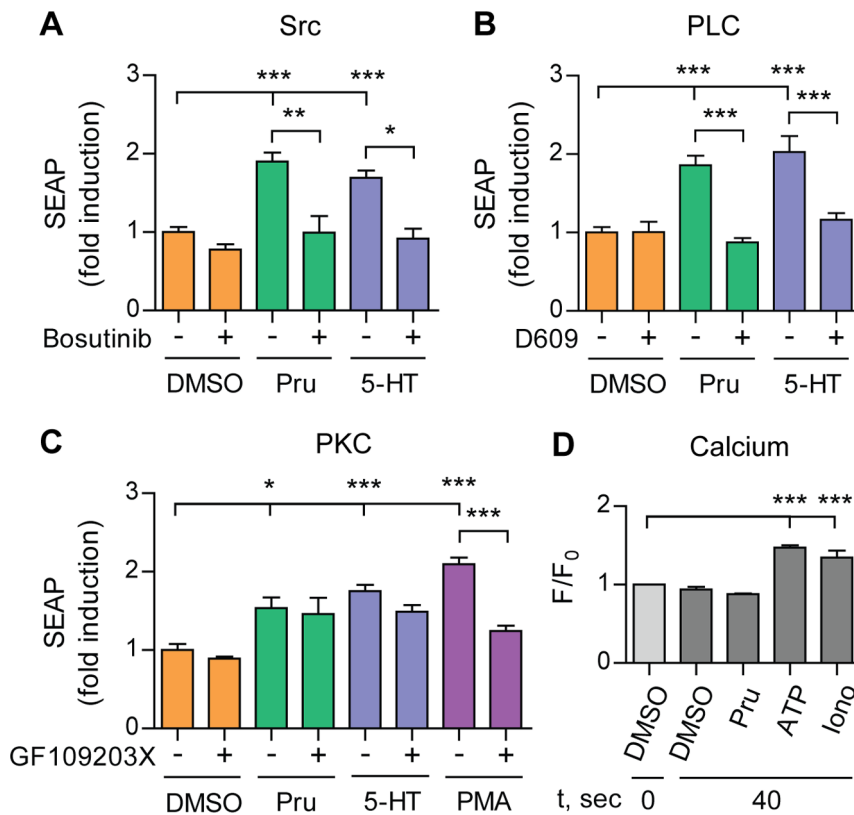 A
Src
***
***
**
*
3
2
1
0
SEAP
(fold induction)
Bosutinib
- + - + - +
DMSO Pru 5-HT
B
PLC
***
***
***
***
3
2
1
0
SEAP
(fold induction)
D609
- + - + - +
DMSO Pru 5-HT
C
PKC
* *** ***
***
3
2
1
0
SEAP
(fold induction)
GF109203X
- + - + - + - +
DMSO Pru 5-HT PMA
D
Calcium
*** ***
2
1
0
F/F₀
DMSO DMSO Pru ATP Iono
t, sec 0 40